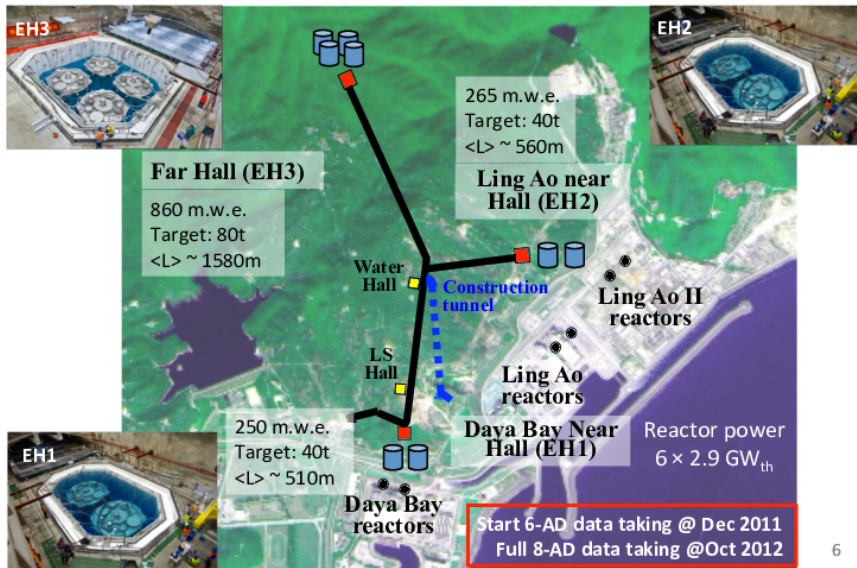 EH3
EH2
265 m.w.e.
Target: 40t
<L> ~ 560m
Ling Ao near
Hall (EH2)
Far Hall (EH3)
860 m.w.e.
Target: 80t
<L> ~ 1580m
Water
Hall
Construction
tunnel
Ling Ao II
reactors
LS
Hall
Ling Ao
reactors
250 m.w.e.
Target: 40t
<L> ~ 510m
Daya Bay Near
Hall (EH1)
Reactor power
6 × 2.9 GWth
EH1
Daya Bay
reactors
Start 6-AD data taking @ Dec 2011
Full 8-AD data taking @Oct 2012
6